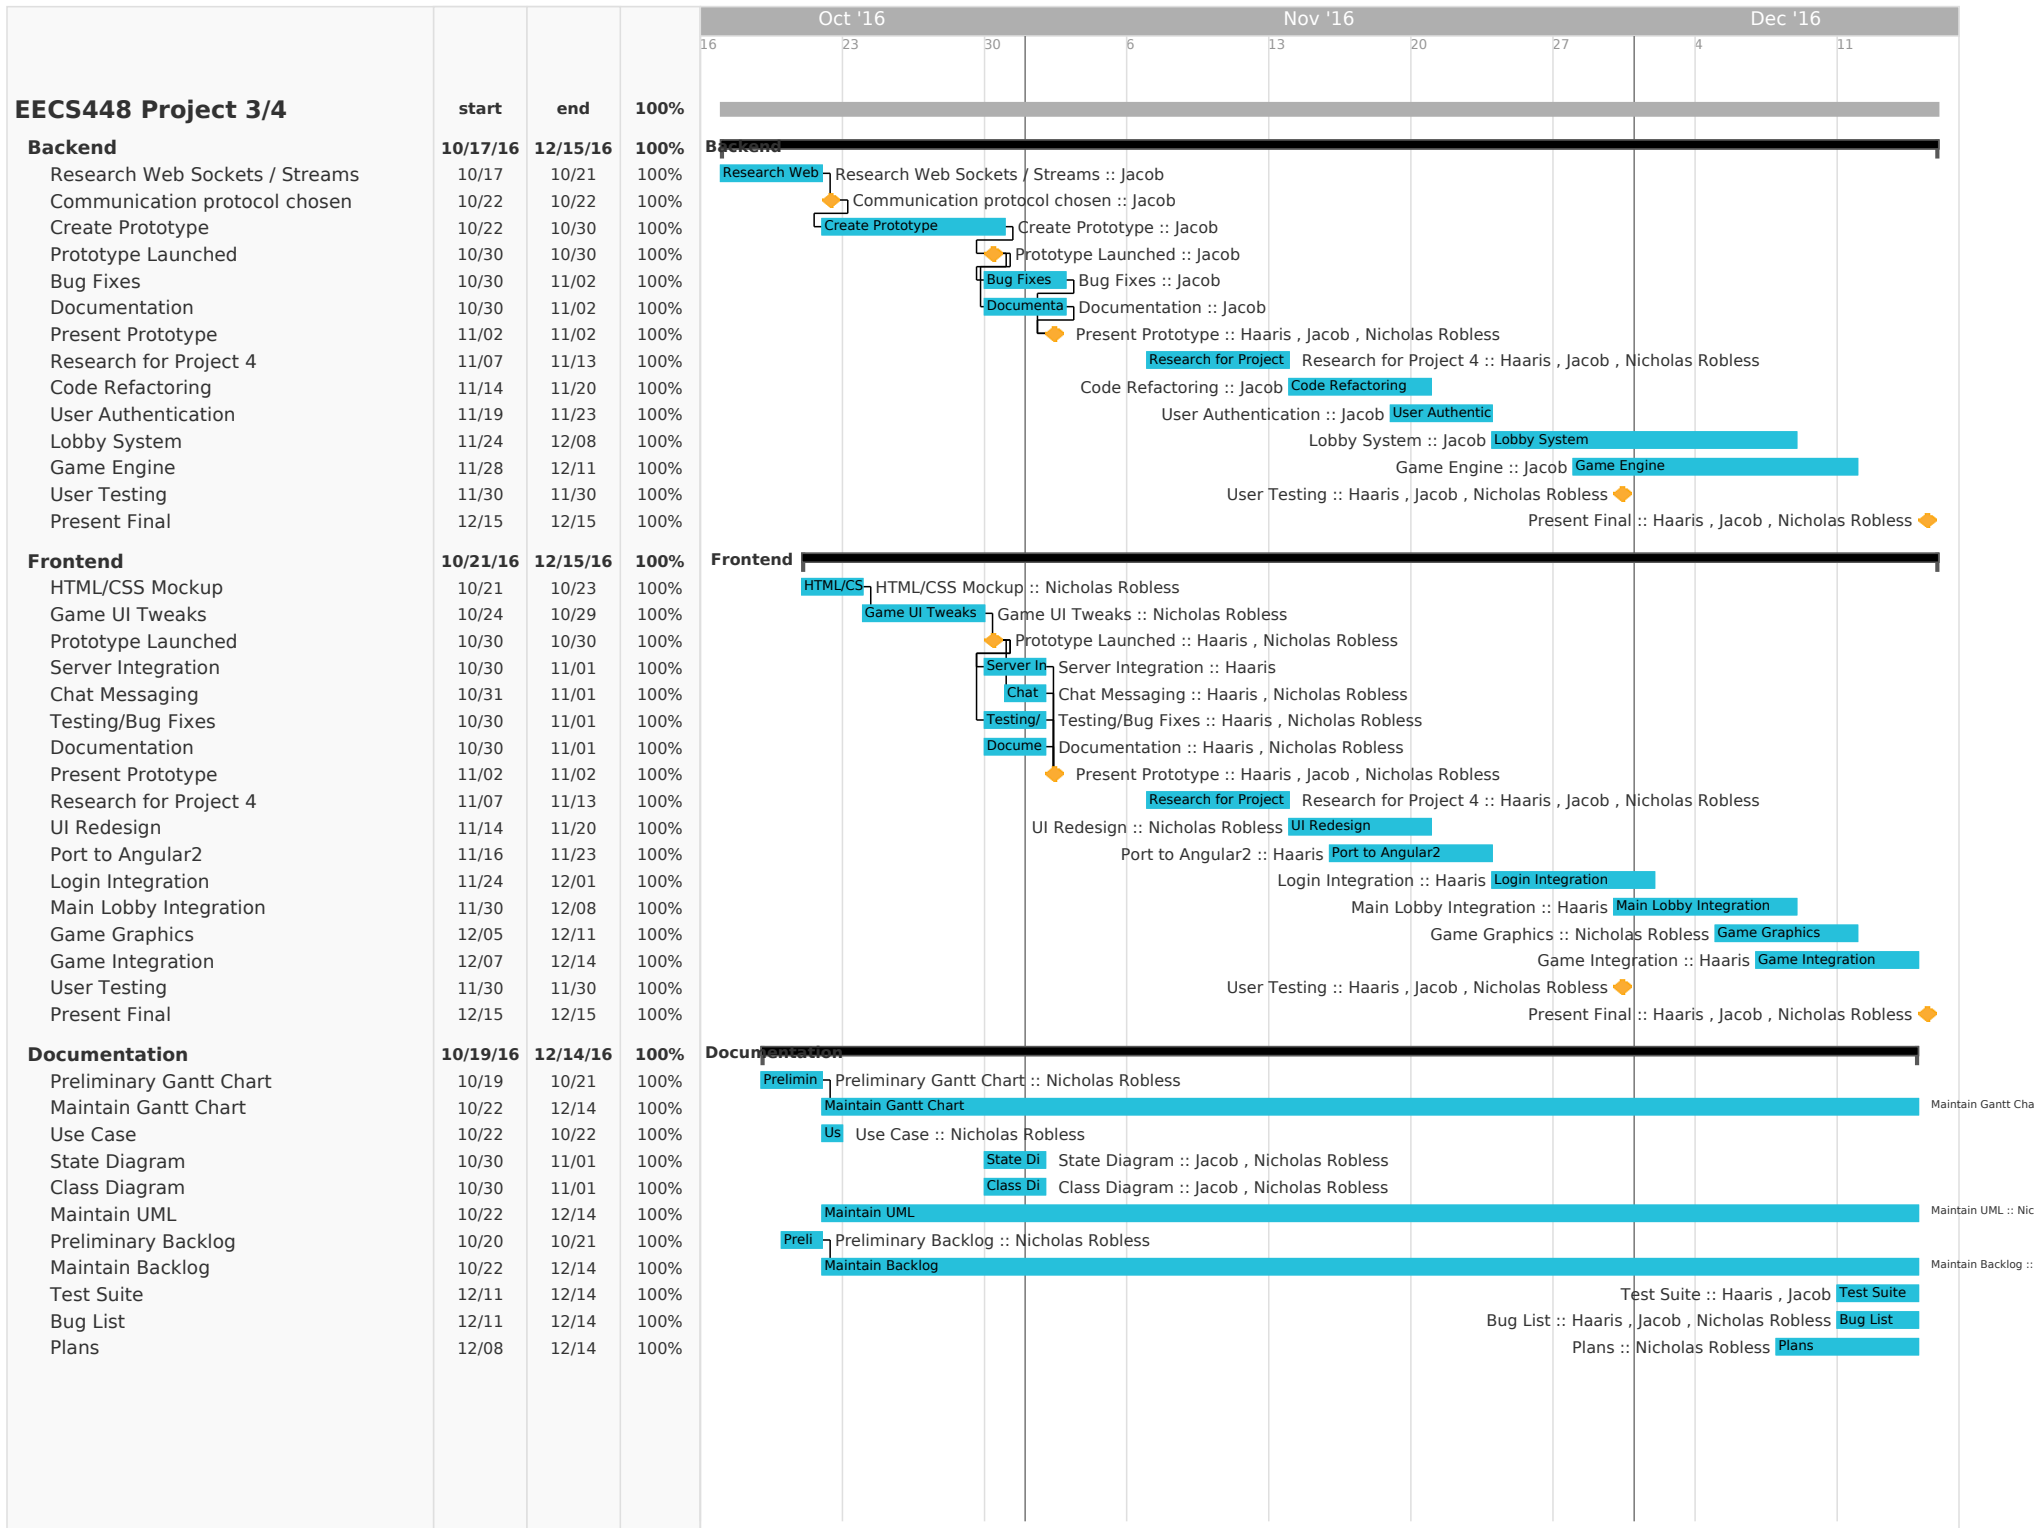 Oct '16 Nov '16 Dec '16
16 23 30 6 13 20 27 4 11
EECS448 Project 3/4 start end 100%
Backend 10/17/16 12/15/16 100% Backend
Research Web Sockets / Streams 10/17 10/21 100% Research Web Research Web Sockets / Streams :: Jacob
Communication protocol chosen 10/22 10/22 100% Communication protocol chosen :: Jacob
Create Prototype 10/22 10/30 100% Create Prototype Create Prototype :: Jacob
Prototype Launched 10/30 10/30 100% Prototype Launched :: Jacob
Bug Fixes 10/30 11/02 100% Bug Fixes Bug Fixes :: Jacob
Documentation 10/30 11/02 100% Documenta Documentation :: Jacob
Present Prototype 11/02 11/02 100% Present Prototype :: Haaris , Jacob , Nicholas Robless
Research for Project 4 11/07 11/13 100% Research for Project Research for Project 4 :: Haaris , Jacob , Nicholas Robless
Code Refactoring 11/14 11/20 100% Code Refactoring :: Jacob Code Refactoring
User Authentication 11/19 11/23 100% User Authentication :: Jacob User Authentic
Lobby System 11/24 12/08 100% Lobby System :: Jacob Lobby System
Game Engine 11/28 12/11 100% Game Engine :: Jacob Game Engine
User Testing 11/30 11/30 100% User Testing :: Haaris , Jacob , Nicholas Robless
Present Final 12/15 12/15 100% Present Final :: Haaris , Jacob , Nicholas Robless
Frontend 10/21/16 12/15/16 100% Frontend
HTML/CSS Mockup 10/21 10/23 100% HTML/CS HTML/CSS Mockup :: Nicholas Robless
Game UI Tweaks 10/24 10/29 100% Game UI Tweaks Game UI Tweaks :: Nicholas Robless
Prototype Launched 10/30 10/30 100% Prototype Launched :: Haaris , Nicholas Robless
Server Integration 10/30 11/01 100% Server In Server Integration :: Haaris
Chat Messaging 10/31 11/01 100% Chat Chat Messaging :: Haaris , Nicholas Robless
Testing/Bug Fixes 10/30 11/01 100% Testing/ Testing/Bug Fixes :: Haaris , Nicholas Robless
Documentation 10/30 11/01 100% Docume Documentation :: Haaris , Nicholas Robless
Present Prototype 11/02 11/02 100% Present Prototype :: Haaris , Jacob , Nicholas Robless
Research for Project 4 11/07 11/13 100% Research for Project Research for Project 4 :: Haaris , Jacob , Nicholas Robless
UI Redesign 11/14 11/20 100% UI Redesign :: Nicholas Robless UI Redesign
Port to Angular2 11/16 11/23 100% Port to Angular2 :: Haaris Port to Angular2
Login Integration 11/24 12/01 100% Login Integration :: Haaris Login Integration
Main Lobby Integration 11/30 12/08 100% Main Lobby Integration :: Haaris Main Lobby Integration
Game Graphics 12/05 12/11 100% Game Graphics :: Nicholas Robless Game Graphics
Game Integration 12/07 12/14 100% Game Integration :: Haaris Game Integration
User Testing 11/30 11/30 100% User Testing :: Haaris , Jacob , Nicholas Robless
Present Final 12/15 12/15 100% Present Final :: Haaris , Jacob , Nicholas Robless
Documentation 10/19/16 12/14/16 100% Documentation
Preliminary Gantt Chart 10/19 10/21 100% Prelimin Preliminary Gantt Chart :: Nicholas Robless
Maintain Gantt Chart 10/22 12/14 100% Maintain Gantt Chart Maintain Gantt Cha
Use Case 10/22 10/22 100% Us Use Case :: Nicholas Robless
State Diagram 10/30 11/01 100% State Di State Diagram :: Jacob , Nicholas Robless
Class Diagram 10/30 11/01 100% Class Di Class Diagram :: Jacob , Nicholas Robless
Maintain UML 10/22 12/14 100% Maintain UML Maintain UML :: Nic
Preliminary Backlog 10/20 10/21 100% Preli Preliminary Backlog :: Nicholas Robless
Maintain Backlog 10/22 12/14 100% Maintain Backlog Maintain Backlog ::
Test Suite 12/11 12/14 100% Test Suite :: Haaris , Jacob Test Suite
Bug List 12/11 12/14 100% Bug List :: Haaris , Jacob , Nicholas Robless Bug List
Plans 12/08 12/14 100% Plans :: Nicholas Robless Plans